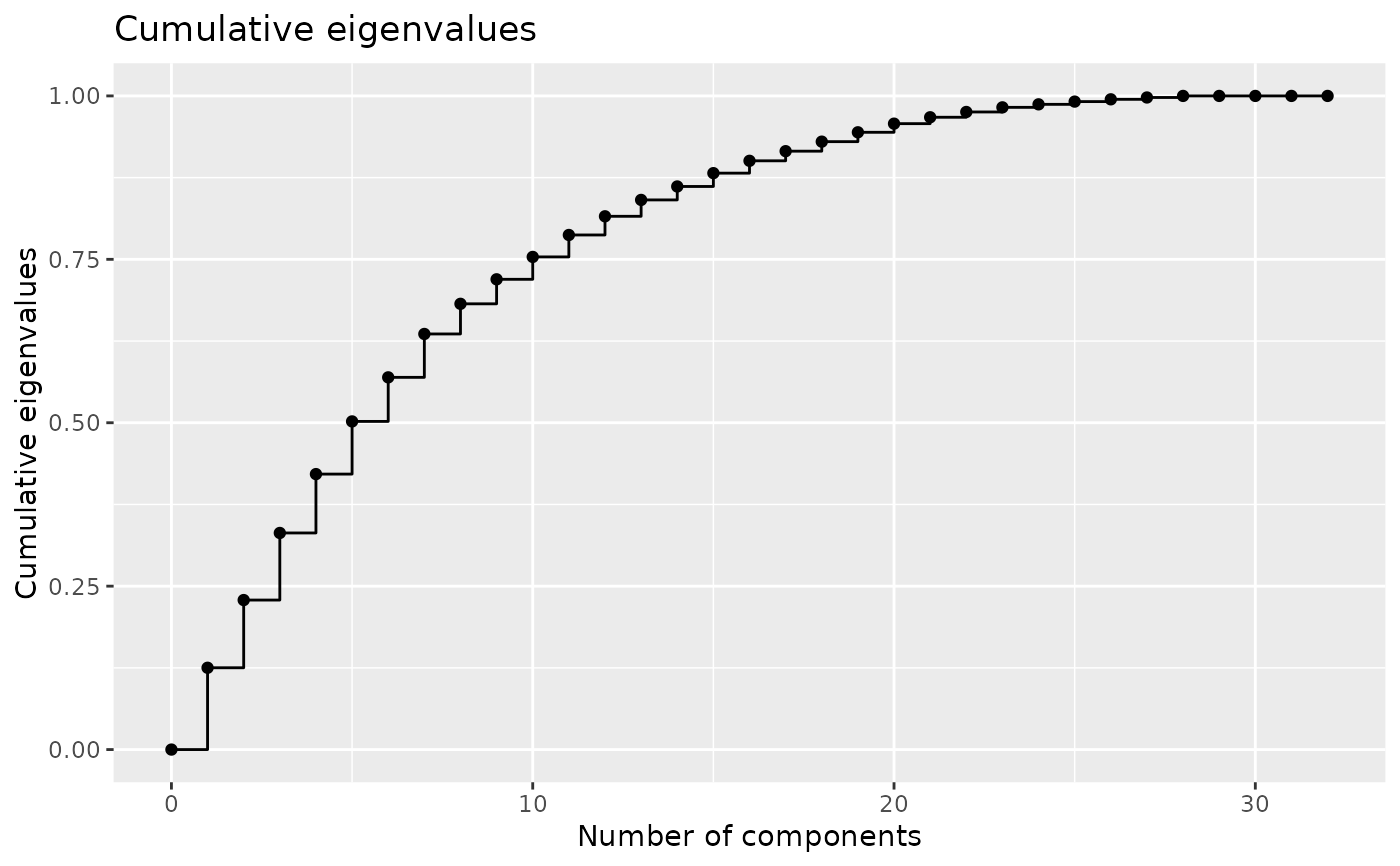 Cumulative eigenvalues
Cumulative eigenvalues
1.00
0.75
0.50
0.25
0.00
0 10 20 30
Number of components